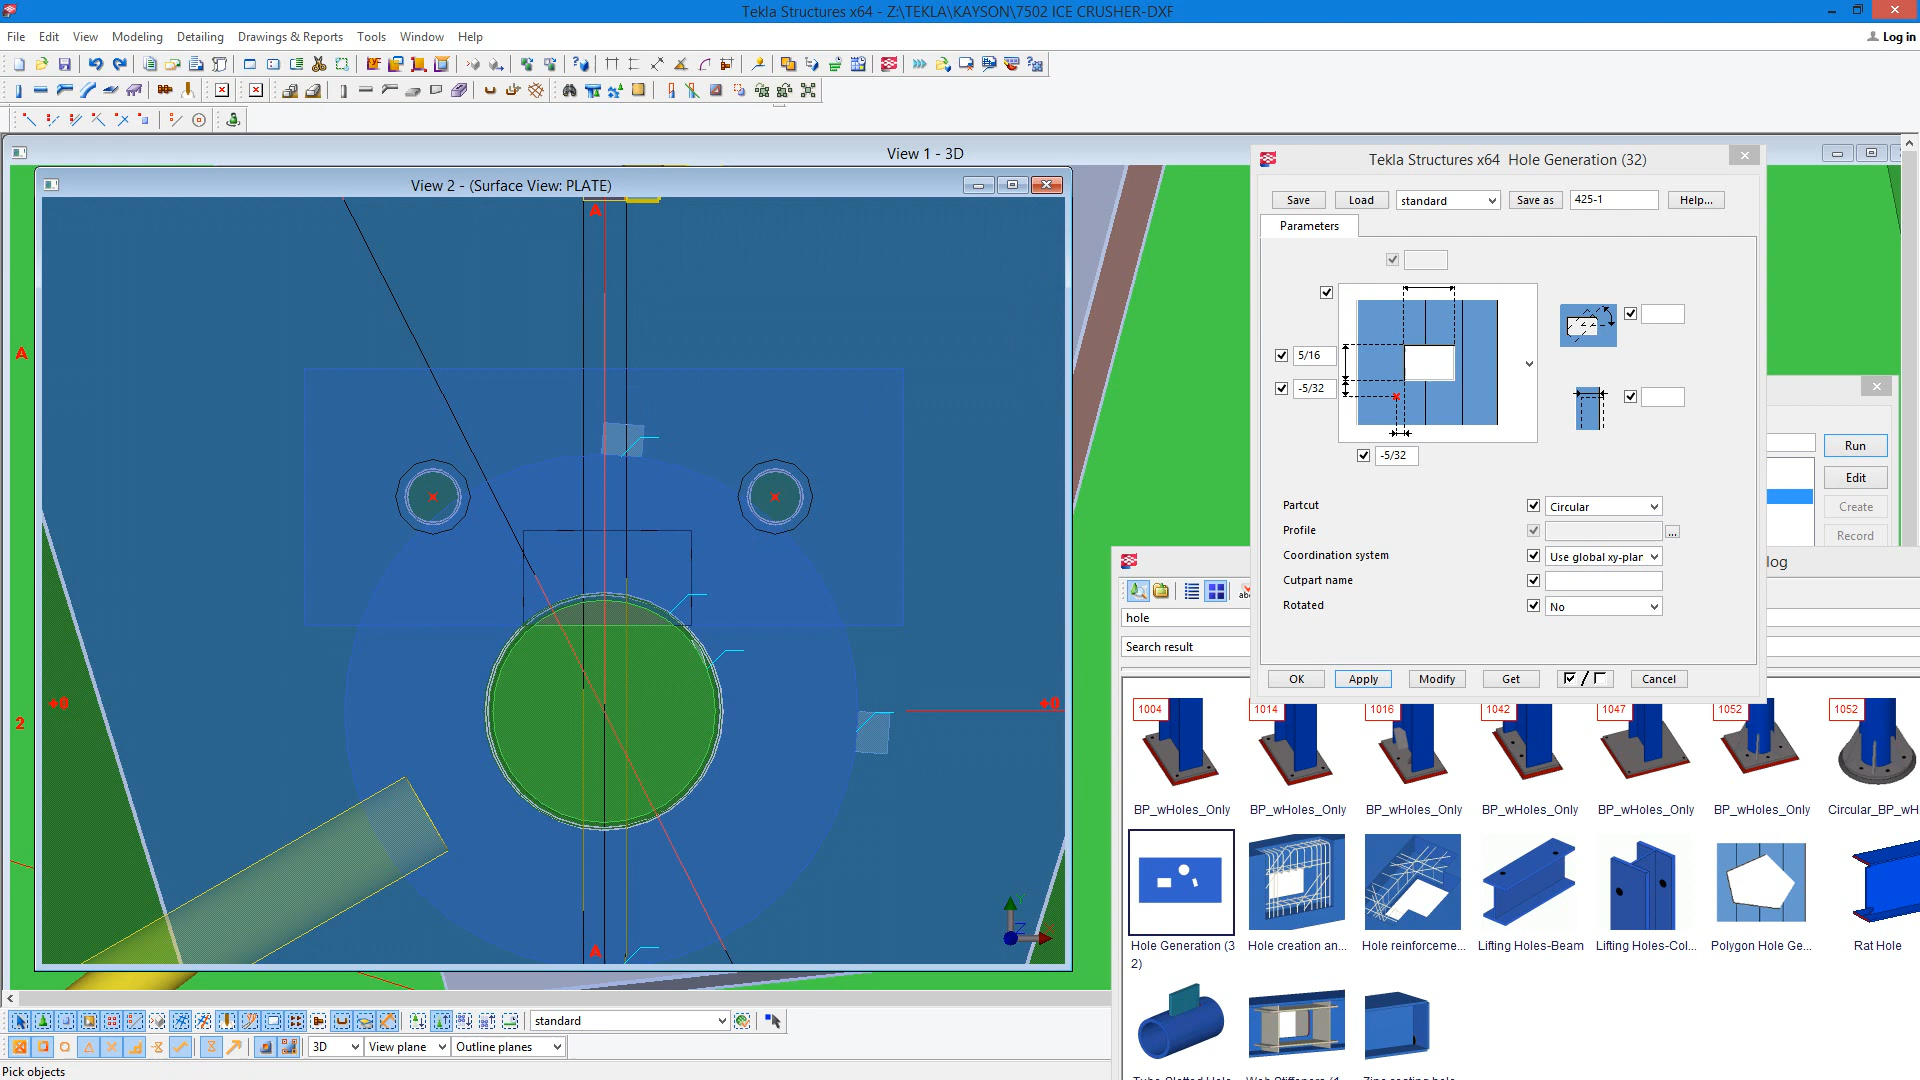 Tekla Structures x64 - Z:\TEKLA\KAYSON\7502 ICE CRUSHER-DXF
File Edit View Modeling Detailing Drawings & Reports Tools Window Help
Log in
View 1 - 3D
View 2 - (Surface View: PLATE)
A
A
2
+0
+0
A
Z
Tekla Structures x64 Hole Generation (32)
Save Load standard Save as 425-1 Help...
Parameters
5/16
-5/32
-5/32
Partcut Circular
Profile ...
Coordination system Use global xy-plar
Cutpart name
Rotated No
OK Apply Modify Get / Cancel
Run
Edit
Create
Record
log
hole
Search result
1004 1014 1016 1042 1047 1052 1052
BP_wHoles_Only BP_wHoles_Only BP_wHoles_Only BP_wHoles_Only BP_wHoles_Only BP_wHoles_Only Circular_BP_wH
Hole Generation (3
2)
Hole creation an... Hole reinforceme... Lifting Holes-Beam Lifting Holes-Col... Polygon Hole Ge... Rat Hole
standard
3D View plane Outline planes
Pick objects